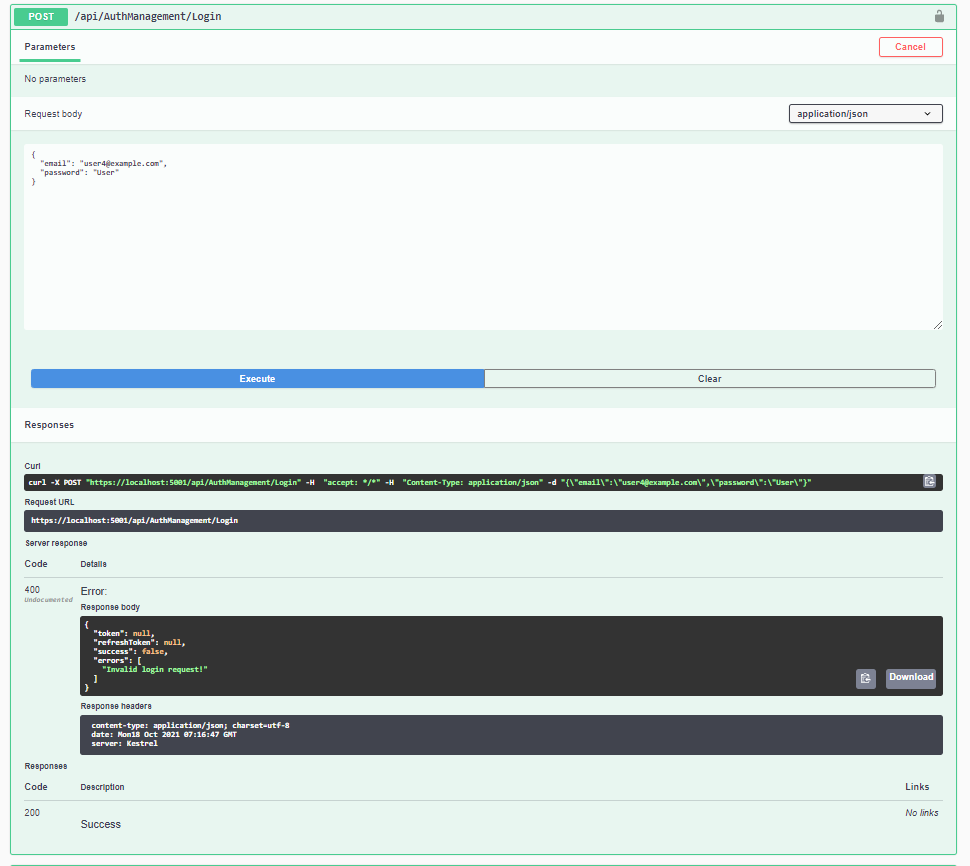 POST /api/AuthManagement/Login
Parameters Cancel
No parameters
Request body application/json
{
  "email": "user4@example.com",
  "password": "User"
}
Execute Clear
Responses
Curl
curl -X POST "https://localhost:5001/api/AuthManagement/Login" -H  "accept: */*" -H  "Content-Type: application/json" -d "{\"email\":\"user4@example.com\",\"password\":\"User\"}"
Request URL
https://localhost:5001/api/AuthManagement/Login
Server response
Code Details
400 Error:
Undocumented
Response body
{
  "token": null,
  "refreshToken": null,
  "success": false,
  "errors": [
    "Invalid login request!"
  ]
}
Download
Response headers
content-type: application/json; charset=utf-8
date: Mon18 Oct 2021 07:16:47 GMT
server: Kestrel
Responses
Code Description Links
200 No links
Success